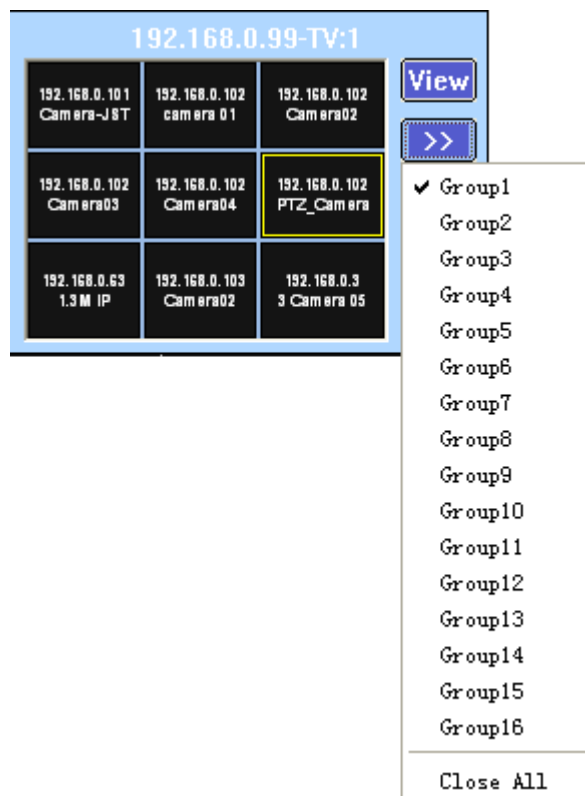 192.168.0.99-TV:1
192.168.0.101
Camera-JST
192.168.0.102
camera 01
192.168.0.102
Camera02
View
>>
192.168.0.102
Camera03
192.168.0.102
Camera04
192.168.0.102
PTZ_Camera
192.168.0.63
1.3M IP
192.168.0.103
Camera02
192.168.0.3
3 Camera 05
✔ Group1
Group2
Group3
Group4
Group5
Group6
Group7
Group8
Group9
Group10
Group11
Group12
Group13
Group14
Group15
Group16
Close All